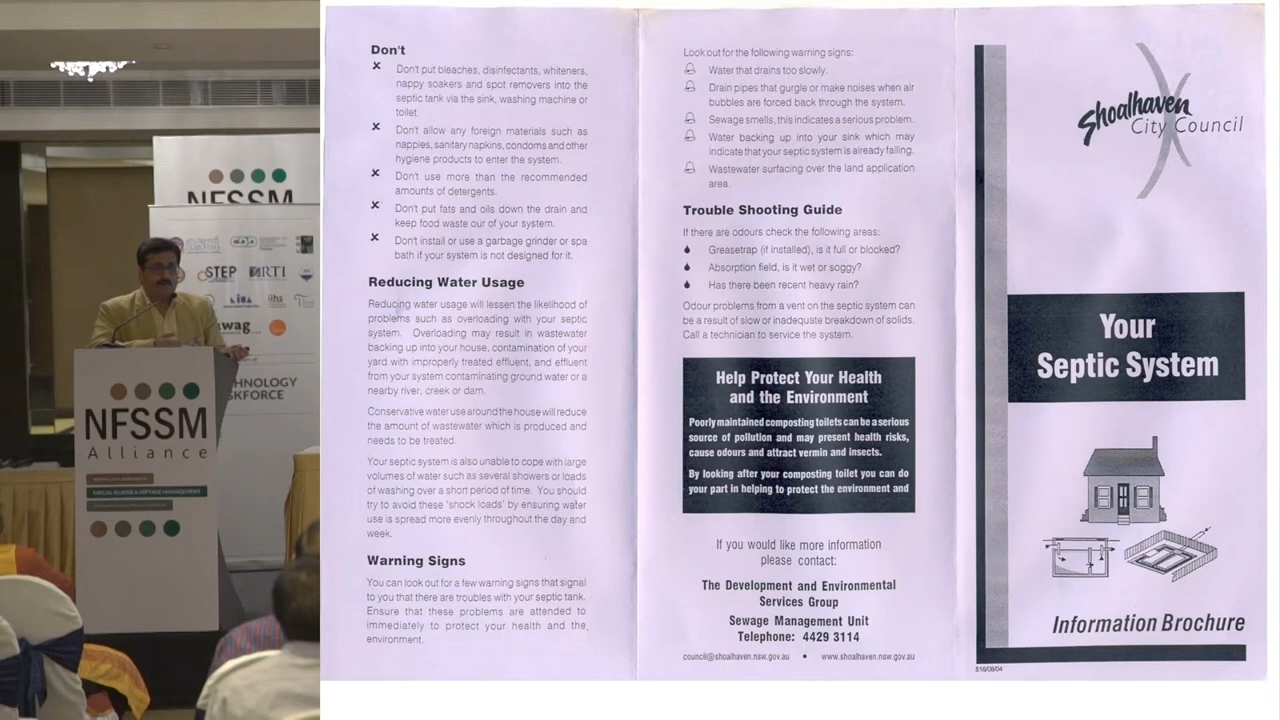 NFSSM
asci
STEP
RTI
iihs
wag
HNOLOGY
SKFORCE
NFSSM
Alliance
FAECAL SLUDGE & SEPTAGE MANAGEMENT
Don't
x Don't put bleaches, disinfectants, whiteners,
nappy soakers and spot removers into the
septic tank via the sink, washing machine or
toilet.
x Don't allow any foreign materials such as
nappies, sanitary napkins, condoms and other
hygiene products to enter the system.
x Don't use more than the recommended
amounts of detergents.
x Don't put fats and oils down the drain and
keep food waste our of your system.
x Don't install or use a garbage grinder or spa
bath if your system is not designed for it.
Reducing Water Usage
Reducing water usage will lessen the likelihood of
problems such as overloading with your septic
system. Overloading may result in wastewater
backing up into your house, contamination of your
yard with improperly treated effluent, and effluent
from your system contaminating ground water or a
nearby river, creek or dam.
Conservative water use around the house will reduce
the amount of wastewater which is produced and
needs to be treated.
Your septic system is also unable to cope with large
volumes of water such as several showers or loads
of washing over a short period of time. You should
try to avoid these 'shock loads' by ensuring water
use is spread more evenly throughout the day and
week.
Warning Signs
You can look out for a few warning signs that signal
to you that there are troubles with your septic tank.
Ensure that these problems are attended to
immediately to protect your health and the
environment.
Look out for the following warning signs:
Water that drains too slowly.
Drain pipes that gurgle or make noises when air
bubbles are forced back through the system.
Sewage smells, this indicates a serious problem.
Water backing up into your sink which may
indicate that your septic system is already failing.
Wastewater surfacing over the land application
area.
Trouble Shooting Guide
If there are odours check the following areas:
Greasetrap (if installed), is it full or blocked?
Absorption field, is it wet or soggy?
Has there been recent heavy rain?
Odour problems from a vent on the septic system can
be a result of slow or inadequate breakdown of solids.
Call a technician to service the system.
Help Protect Your Health
and the Environment
Poorly maintained composting toilets can be a serious
source of pollution and may present health risks,
cause odours and attract vermin and insects.
By looking after your composting toilet you can do
your part in helping to protect the environment and
If you would like more information
please contact:
The Development and Environmental
Services Group
Sewage Management Unit
Telephone: 4429 3114
council@shoalhaven.nsw.gov.au • www.shoalhaven.nsw.gov.au
Shoalhaven
City Council
Your
Septic System
Information Brochure
516/08/04